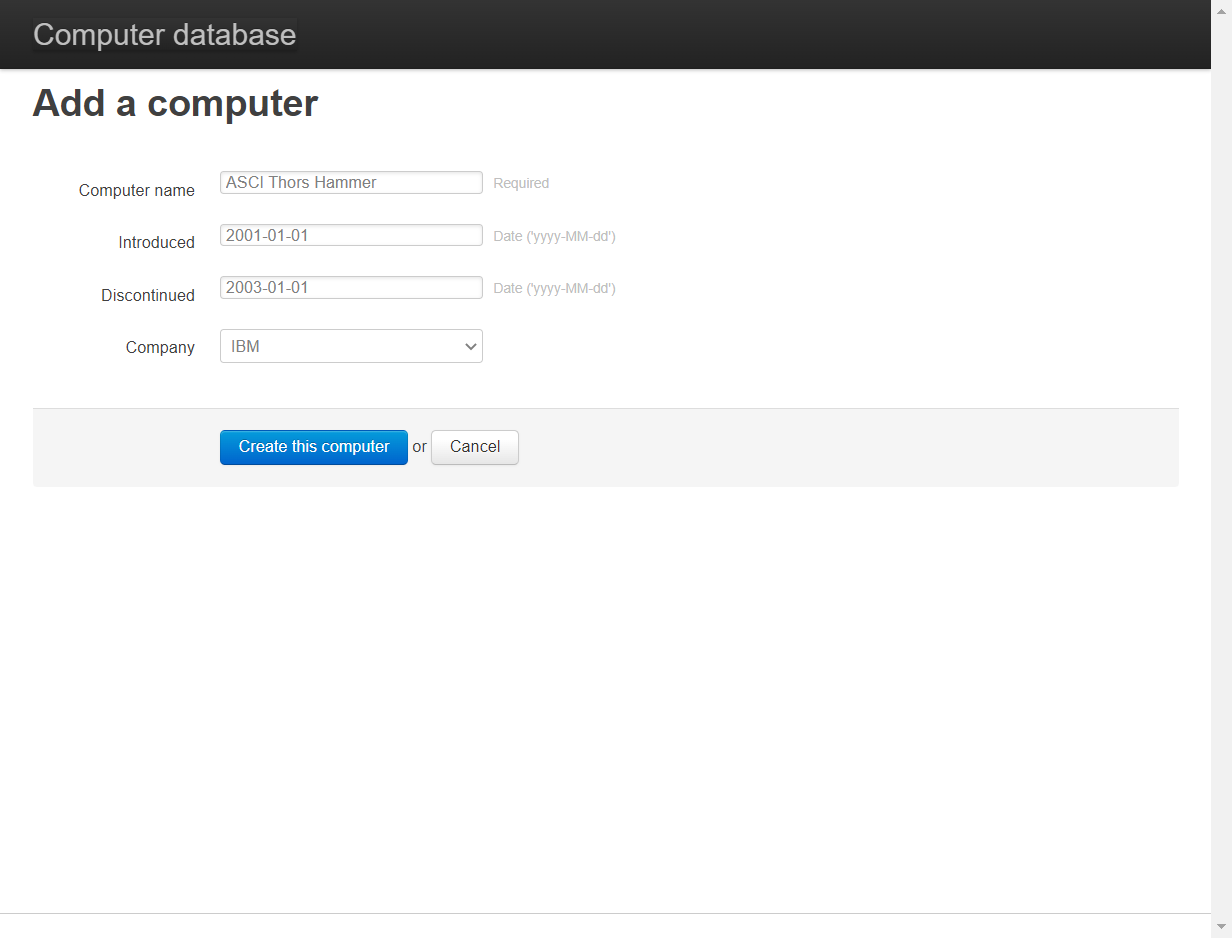 Computer database
Add a computer
Computer name ASCI Thors Hammer Required
Introduced 2001-01-01 Date ('yyyy-MM-dd')
Discontinued 2003-01-01 Date ('yyyy-MM-dd')
Company IBM
Create this computer or Cancel